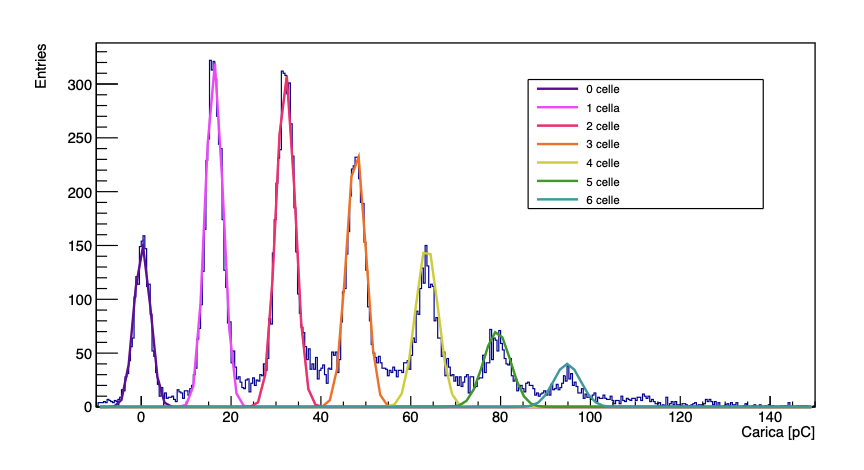 Entries
300
250
200
150
100
50
0
0 celle
1 cella
2 celle
3 celle
4 celle
5 celle
6 celle
0 20 40 60 80 100 120 140
Carica [pC]